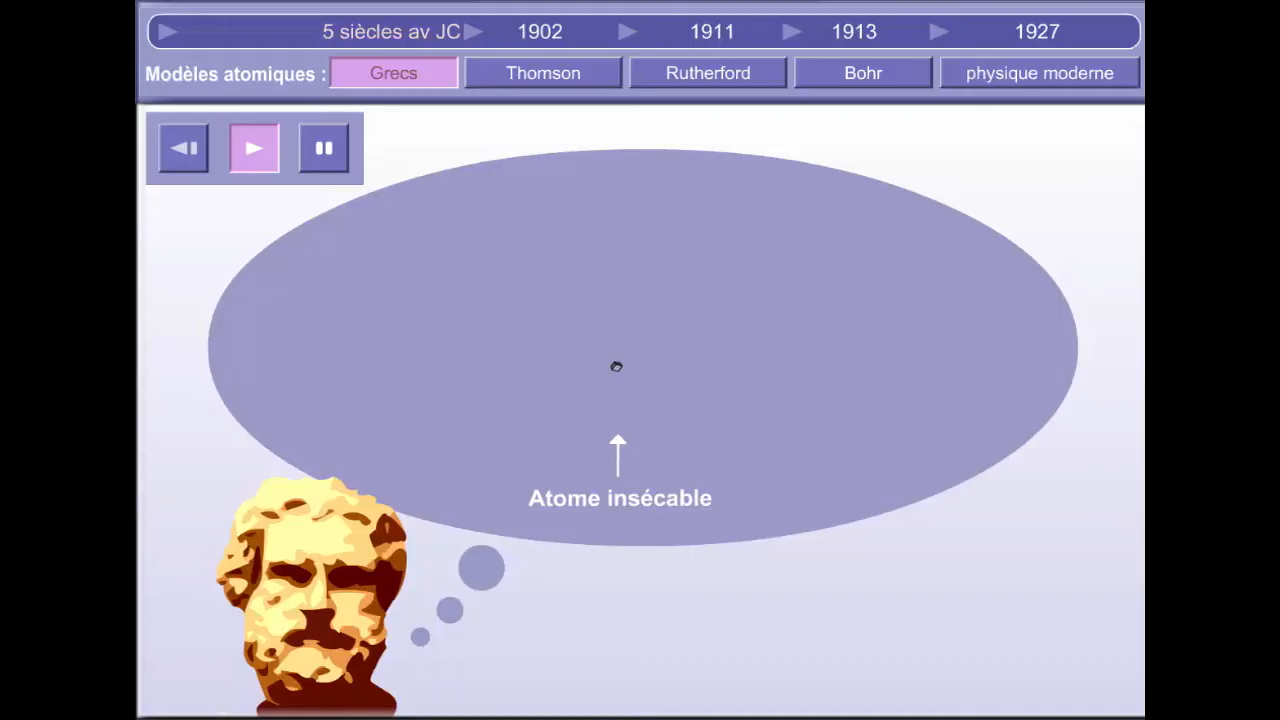 5 siècles av JC 1902 1911 1913 1927
Modèles atomiques : Grecs Thomson Rutherford Bohr physique moderne
Atome insécable